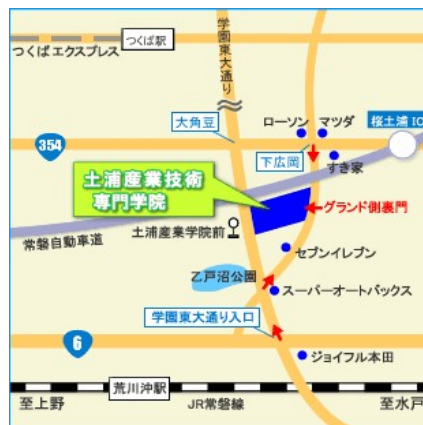 つくば駅
つくばエクスプレス
学園東大通り
大角豆
ローソン
マツダ
桜土浦IC
354
下広岡
すき家
土浦産業技術
専門学院
グランド側裏門
土浦産業学院前
常磐自動車道
セブンイレブン
乙戸沼公園
スーパーオートバックス
学園東大通り入口
6
ジョイフル本田
荒川沖駅
至上野
JR常磐線
至水戸